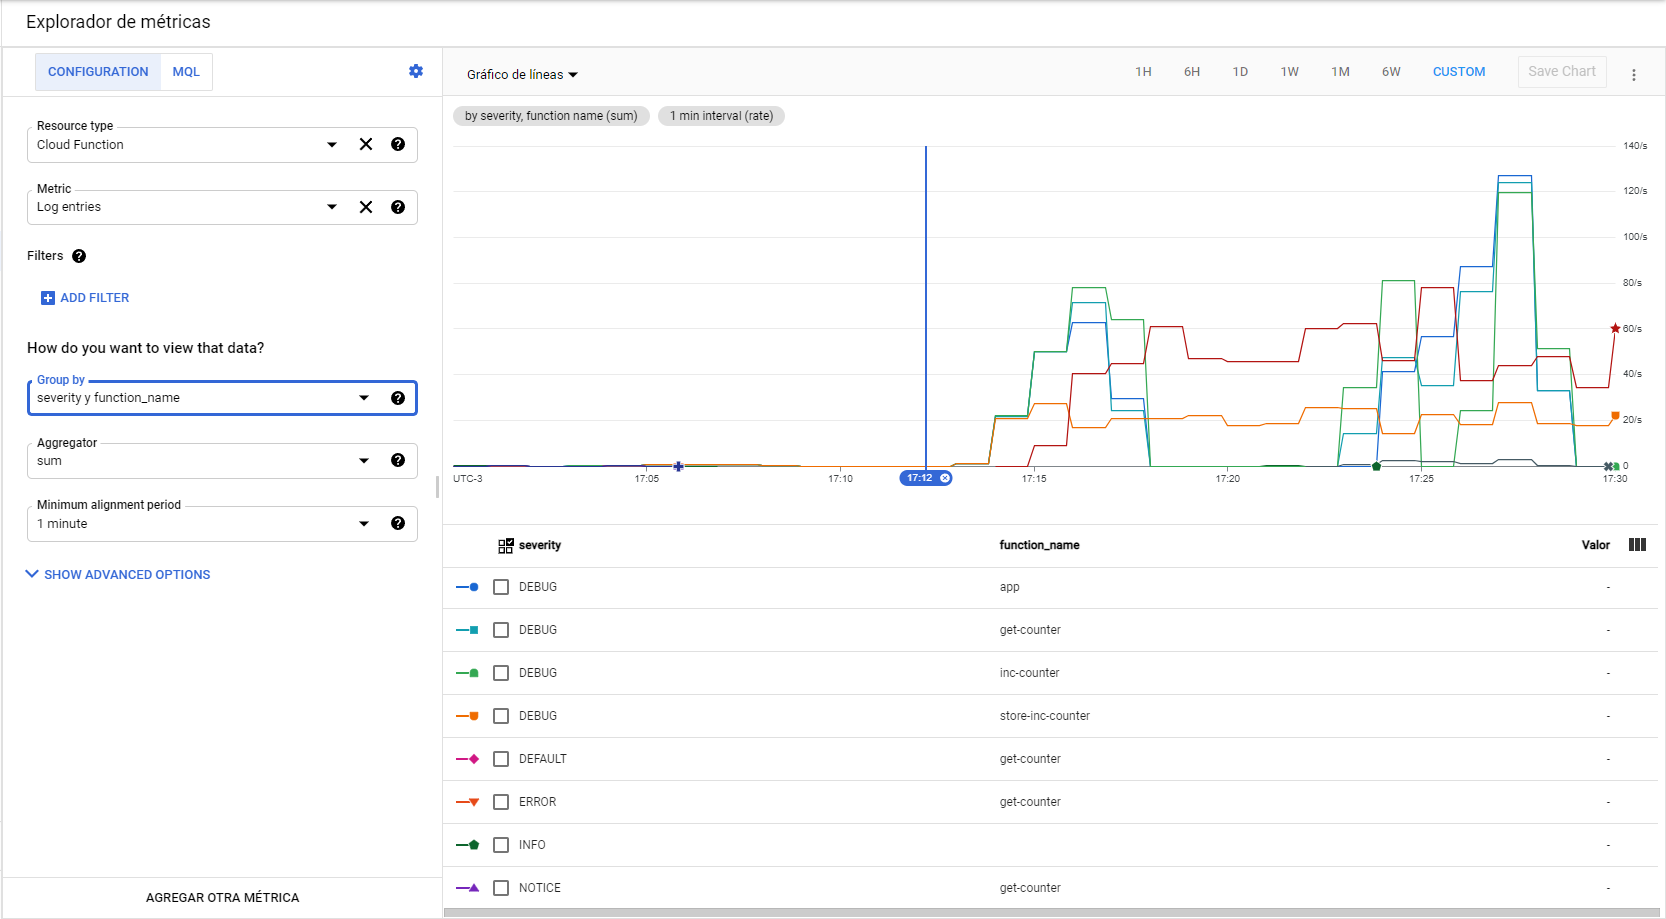 Explorador de métricas
CONFIGURATION
MQL
Resource type
Cloud Function
Metric
Log entries
Filters
ADD FILTER
How do you want to view that data?
Group by
severity y function_name
Aggregator
sum
Minimum alignment period
1 minute
SHOW ADVANCED OPTIONS
AGREGAR OTRA MÉTRICA
Gráfico de líneas
1H 6H 1D 1W 1M 6W CUSTOM Save Chart
by severity, function name (sum)
1 min interval (rate)
140/s
120/s
100/s
80/s
60/s
40/s
20/s
0
UTC-3 17:05 17:10 17:12 17:15 17:20 17:25 17:30
severity function_name Valor
DEBUG app -
DEBUG get-counter -
DEBUG inc-counter -
DEBUG store-inc-counter -
DEFAULT get-counter -
ERROR get-counter -
INFO -
NOTICE get-counter -